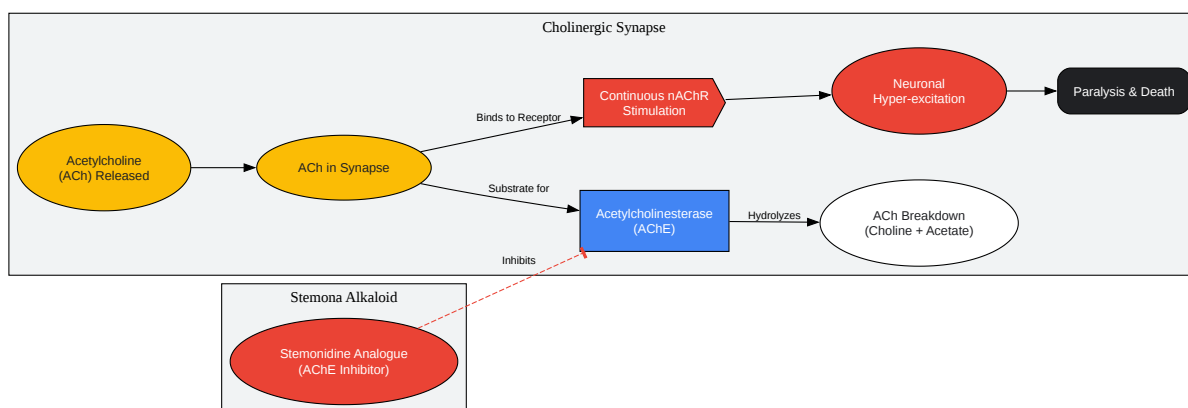 Cholinergic Synapse
Continuous nAChR
Stimulation
Neuronal
Hyper-excitation
Paralysis & Death
Binds to Receptor
Acetylcholine
(ACh) Released
ACh in Synapse
Substrate for
Acetylcholinesterase
(AChE)
Hydrolyzes
ACh Breakdown
(Choline + Acetate)
Inhibits
Stemona Alkaloid
Stemonidine Analogue
(AChE Inhibitor)